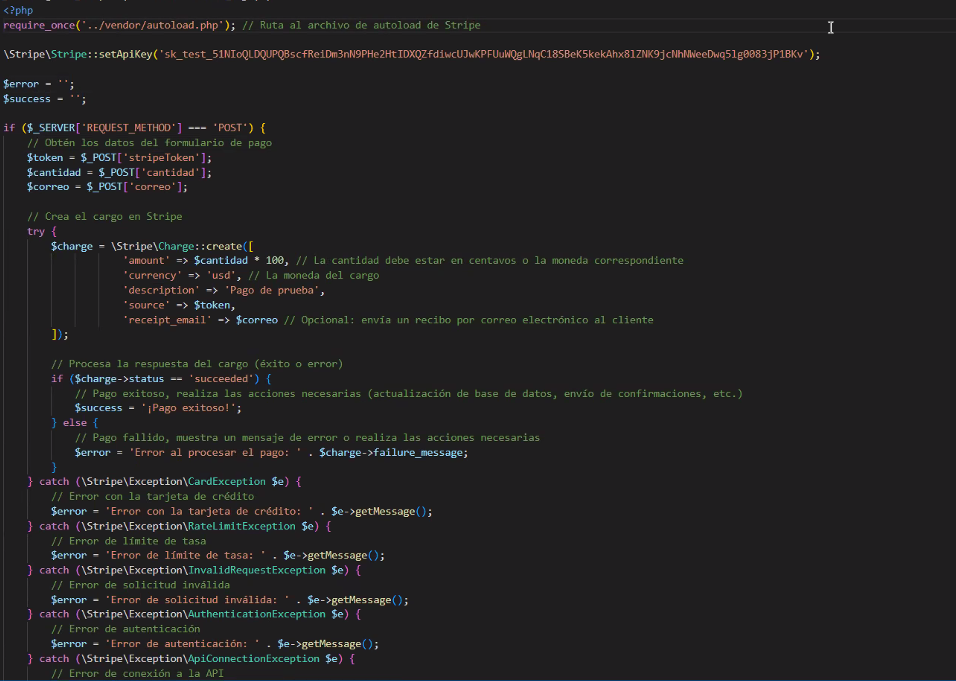 <?php
require_once('../vendor/autoload.php'); // Ruta al archivo de autoload de Stripe
\Stripe\Stripe::setApiKey('
$error = '';
$success = '';
if ($_SERVER['REQUEST_METHOD'] === 'POST') {
// Obtén los datos del formulario de pago
$token = $_POST['stripeToken'];
$cantidad = $_POST['cantidad'];
$correo = $_POST['correo'];
// Crea el cargo en Stripe
try {
$charge = \Stripe\Charge::create([
'amount' => $cantidad * 100, // La cantidad debe estar en centavos o la moneda correspondiente
'currency' => 'usd', // La moneda del cargo
'description' => 'Pago de prueba',
'source' => $token,
'receipt_email' => $correo // Opcional: envía un recibo por correo electrónico al cliente
]);
// Procesa la respuesta del cargo (éxito o error)
if ($charge->status == 'succeeded') {
// Pago exitoso, realiza las acciones necesarias (actualización de base de datos, envío de confirmaciones, etc.)
$success = '¡Pago exitoso!';
} else {
// Pago fallido, muestra un mensaje de error o realiza las acciones necesarias
$error = 'Error al procesar el pago: ' . $charge->failure_message;
}
} catch (\Stripe\Exception\CardException $e) {
// Error con la tarjeta de crédito
$error = 'Error con la tarjeta de crédito: ' . $e->getMessage();
} catch (\Stripe\Exception\RateLimitException $e) {
// Error de límite de tasa
$error = 'Error de límite de tasa: ' . $e->getMessage();
} catch (\Stripe\Exception\InvalidRequestException $e) {
// Error de solicitud inválida
$error = 'Error de solicitud inválida: ' . $e->getMessage();
} catch (\Stripe\Exception\AuthenticationException $e) {
// Error de autenticación
$error = 'Error de autenticación: ' . $e->getMessage();
} catch (\Stripe\Exception\ApiConnectionException $e) {
// Error de conexión a la API